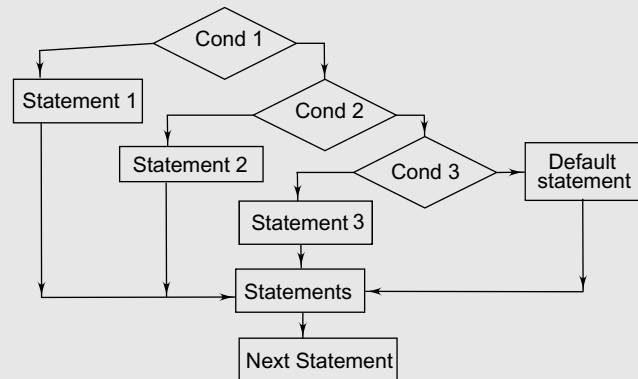 Cond 1
Statement 1
Cond 2
Statement 2
Cond 3
Default
statement
Statement 3
Statements
Next Statement